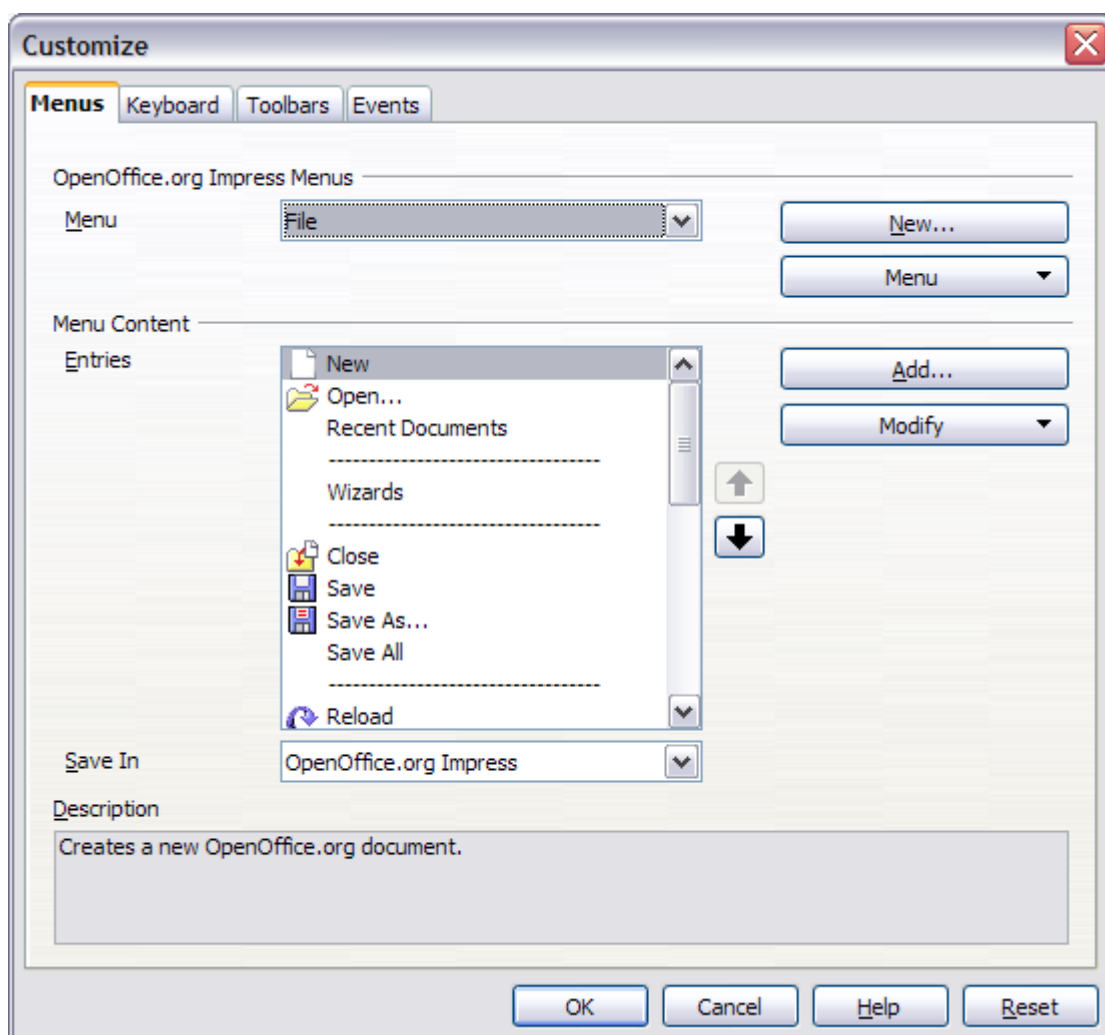 Customize
Menus Keyboard Toolbars Events
OpenOffice.org Impress Menus
Menu File New...
Menu
Menu Content
Entries New Add...
Open...
Recent Documents Modify
----------------------------------
Wizards
----------------------------------
Close
Save
Save As...
Save All
----------------------------------
Reload
Save In OpenOffice.org Impress
Description
Creates a new OpenOffice.org document.
OK Cancel Help Reset